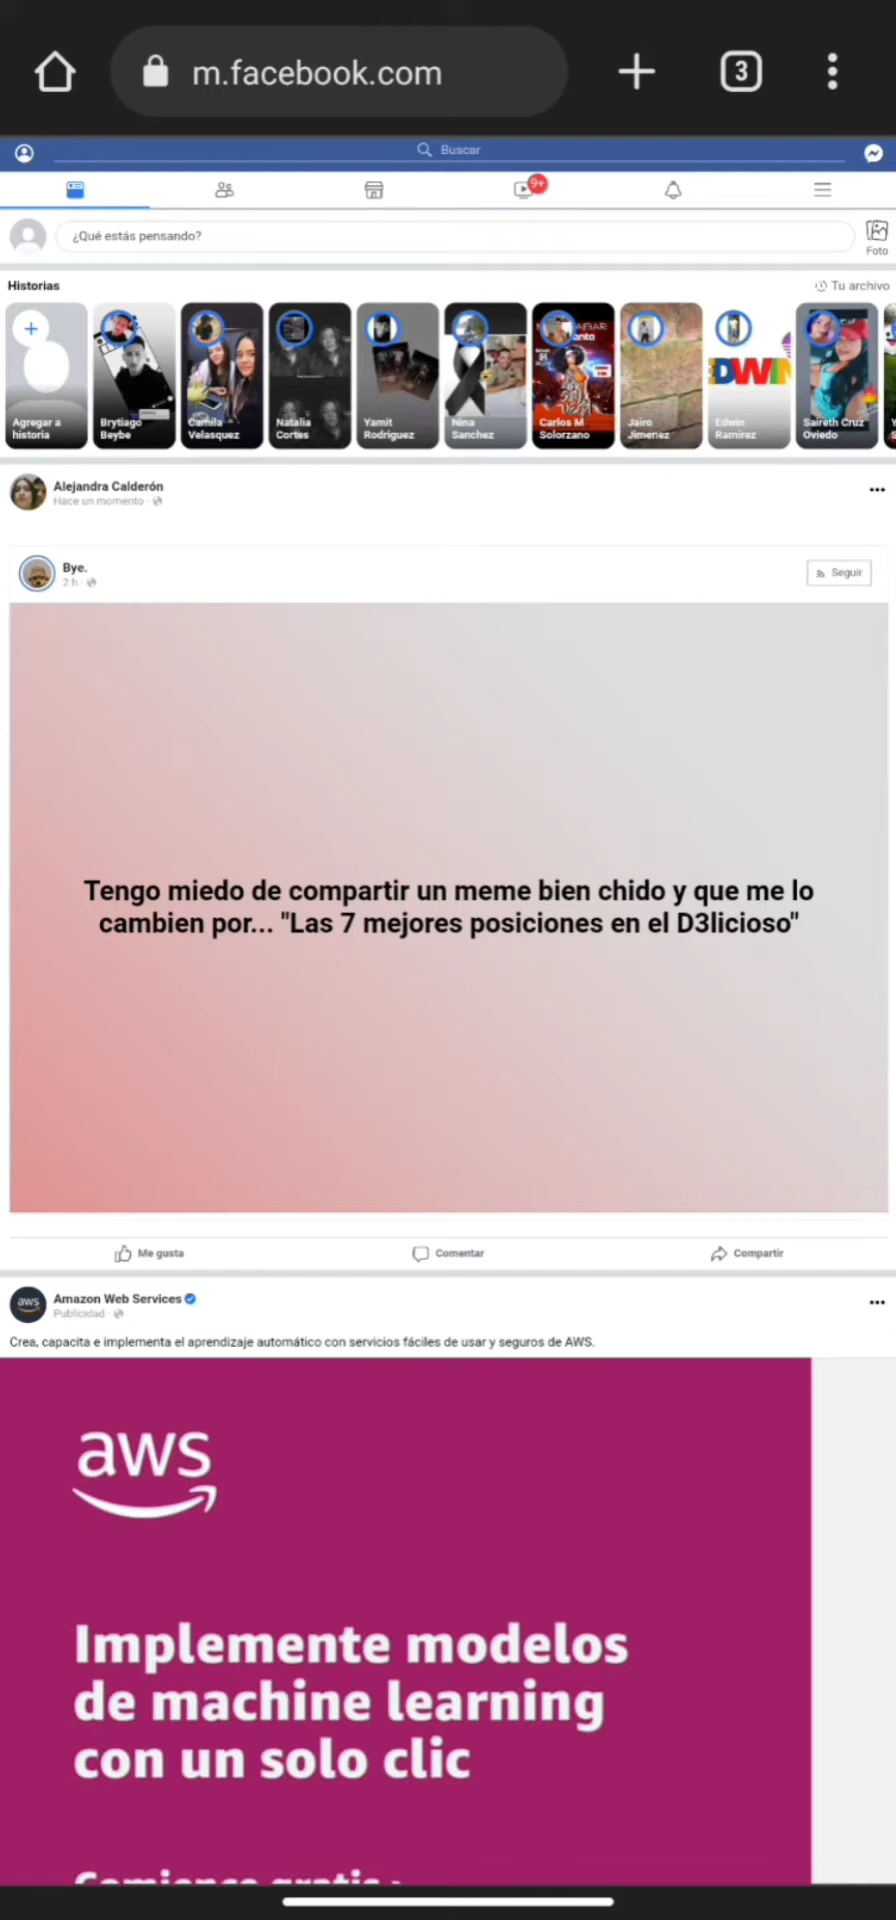 m.facebook.com
3
Buscar
9+
¿Qué estás pensando?
Foto
Historias
Tu archivo
Agregar a
historia
Brytiago
Beybe
Camila
Velasquez
Natalia
Cortes
Yamit
Rodriguez
Nina
Sanchez
Carlos M
Solorzano
Jairo
Jimenez
EDWIN
Edwin
Ramirez
Saireth Cruz
Oviedo
Alejandra Calderón
Hace un momento ·
Bye.
2 h ·
Seguir
Tengo miedo de compartir un meme bien chido y que me lo
cambien por... "Las 7 mejores posiciones en el D3licioso"
Me gusta
Comentar
Compartir
aws
Amazon Web Services
Publicidad ·
Crea, capacita e implementa el aprendizaje automático con servicios fáciles de usar y seguros de AWS.
aws
Implemente modelos
de machine learning
con un solo clic
Comience gratis ›